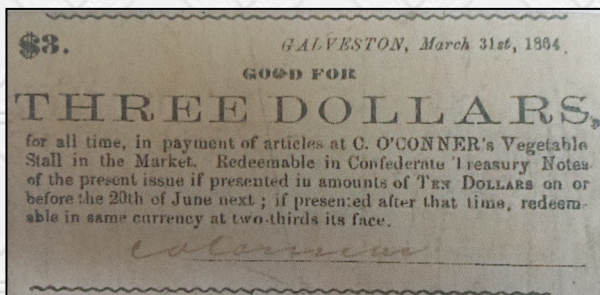 $3.
GALVESTON, March 31st, 1864.
GOOD FOR
THREE DOLLARS,
for all time, in payment of articles at C. O'CONNER's Vegetable
Stall in the Market. Redeemable in Confederate Treasury Notes
of the present issue if presented in amounts of TEN DOLLARS on or
before the 20th of June next; if presented after that time, redeem-
able in same currency at two-thirds its face.